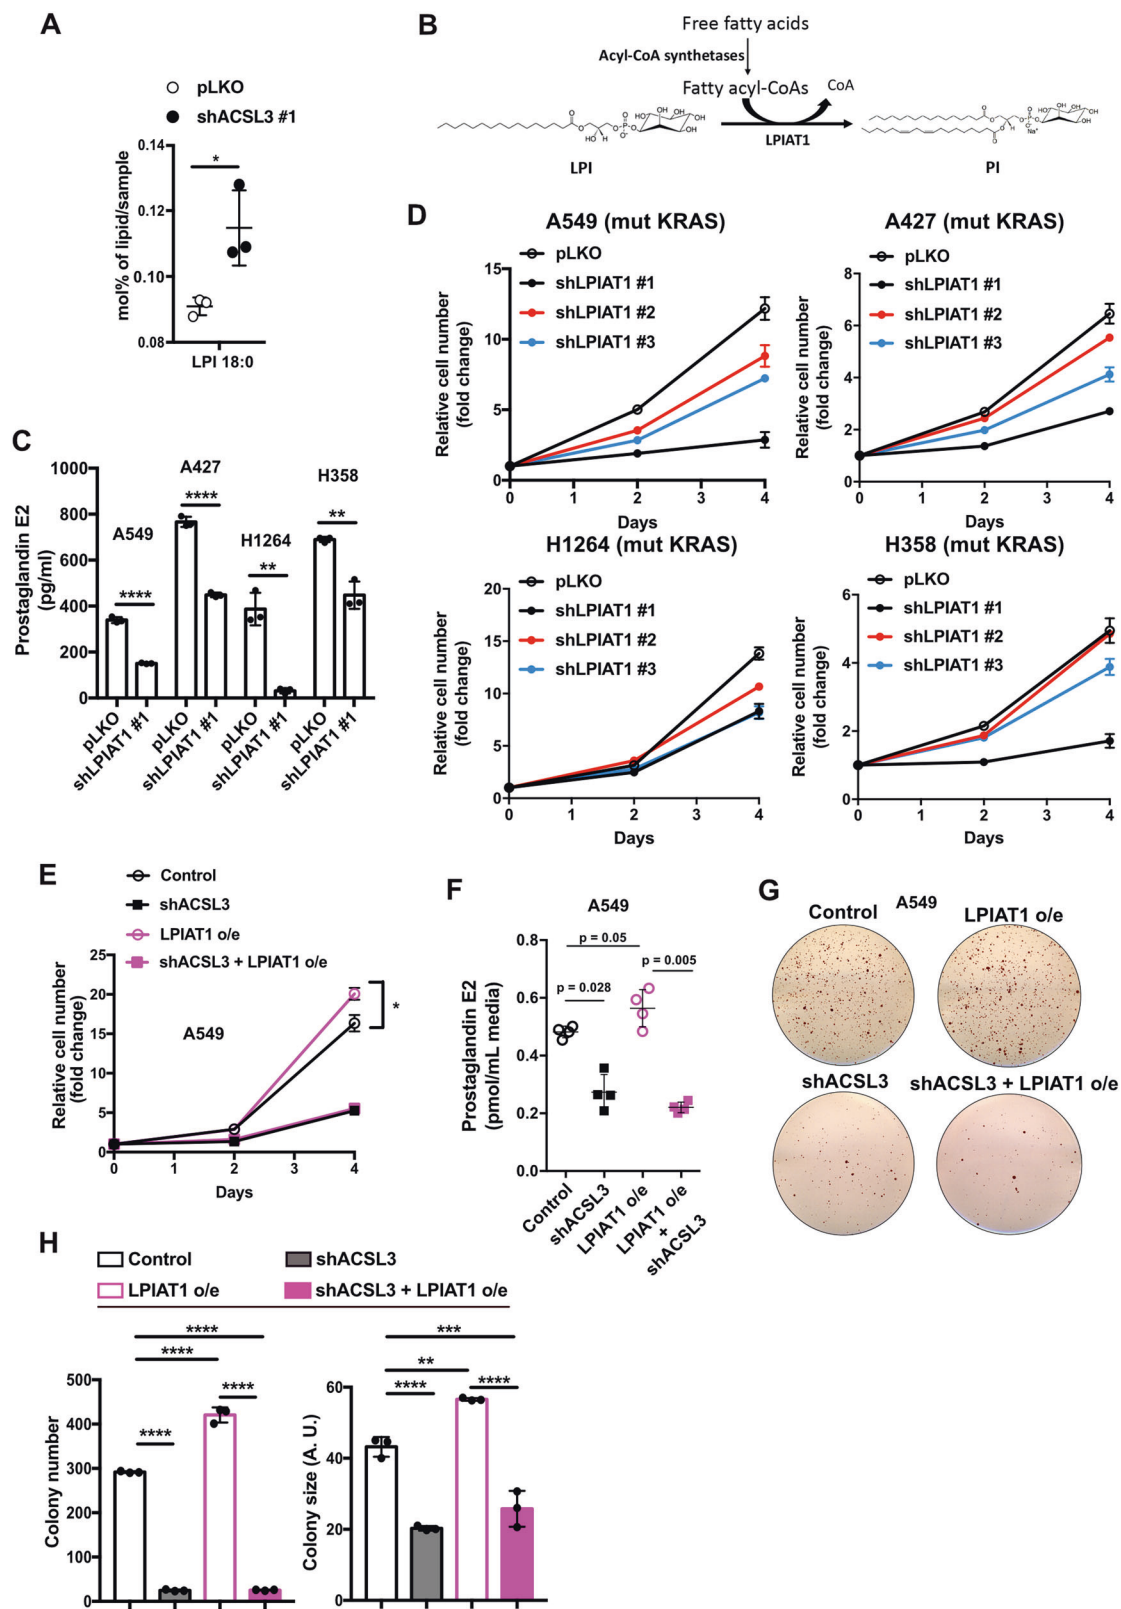 A
pLKO
shACSL3 #1
mol% of lipid/sample
0.14
0.12
0.10
0.08
*
LPI 18:0
B
Free fatty acids
Acyl-CoA synthetases
Fatty acyl-CoAs
CoA
LPIAT1
LPI
PI
C
Prostaglandin E2
(pg/ml)
1000
800
600
400
200
0
A549
A427
H1264
H358
****
****
**
**
pLKO
shLPIAT1 #1
pLKO
shLPIAT1 #1
pLKO
shLPIAT1 #1
pLKO
shLPIAT1 #1
D
A549 (mut KRAS)
pLKO
shLPIAT1 #1
shLPIAT1 #2
shLPIAT1 #3
Relative cell number
(fold change)
15
10
5
0
0 1 2 3 4
Days
A427 (mut KRAS)
pLKO
shLPIAT1 #1
shLPIAT1 #2
shLPIAT1 #3
Relative cell number
(fold change)
8
6
4
2
0
0 1 2 3 4
Days
H1264 (mut KRAS)
pLKO
shLPIAT1 #1
shLPIAT1 #2
shLPIAT1 #3
Relative cell number
(fold change)
20
15
10
5
0
0 1 2 3 4
Days
H358 (mut KRAS)
pLKO
shLPIAT1 #1
shLPIAT1 #2
shLPIAT1 #3
Relative cell number
(fold change)
6
4
2
0
0 1 2 3 4
Days
E
Control
shACSL3
LPIAT1 o/e
shACSL3 + LPIAT1 o/e
Relative cell number
(fold change)
25
20
15
10
5
0
A549
*
0 1 2 3 4
Days
F
A549
Prostaglandin E2
(pmol/mL media)
0.8
0.6
0.4
0.2
0.0
p = 0.05
p = 0.005
p = 0.028
Control
shACSL3
LPIAT1 o/e
LPIAT1 o/e
+
shACSL3
G
A549
Control
LPIAT1 o/e
shACSL3
shACSL3 + LPIAT1 o/e
H
Control
shACSL3
LPIAT1 o/e
shACSL3 + LPIAT1 o/e
Colony number
500
400
300
200
100
0
****
****
****
****
Colony size (A. U.)
60
40
20
0
***
**
****
****